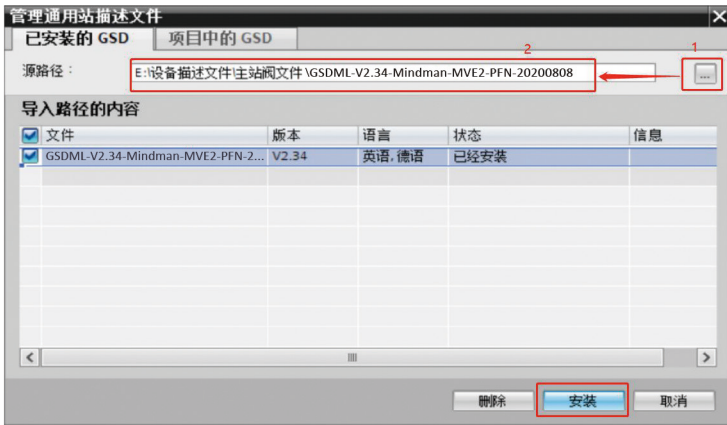 管理通用站描述文件
已安装的 GSD
项目中的 GSD
2
1
源路径：
E:\设备描述文件\主站阀文件 \GSDML-V2.34-Mindman-MVE2-PFN-20200808
...
导入路径的内容
文件 版本 语言 状态 信息
GSDML-V2.34-Mindman-MVE2-PFN-2... V2.34 英语, 德语 已经安装
删除 安装 取消